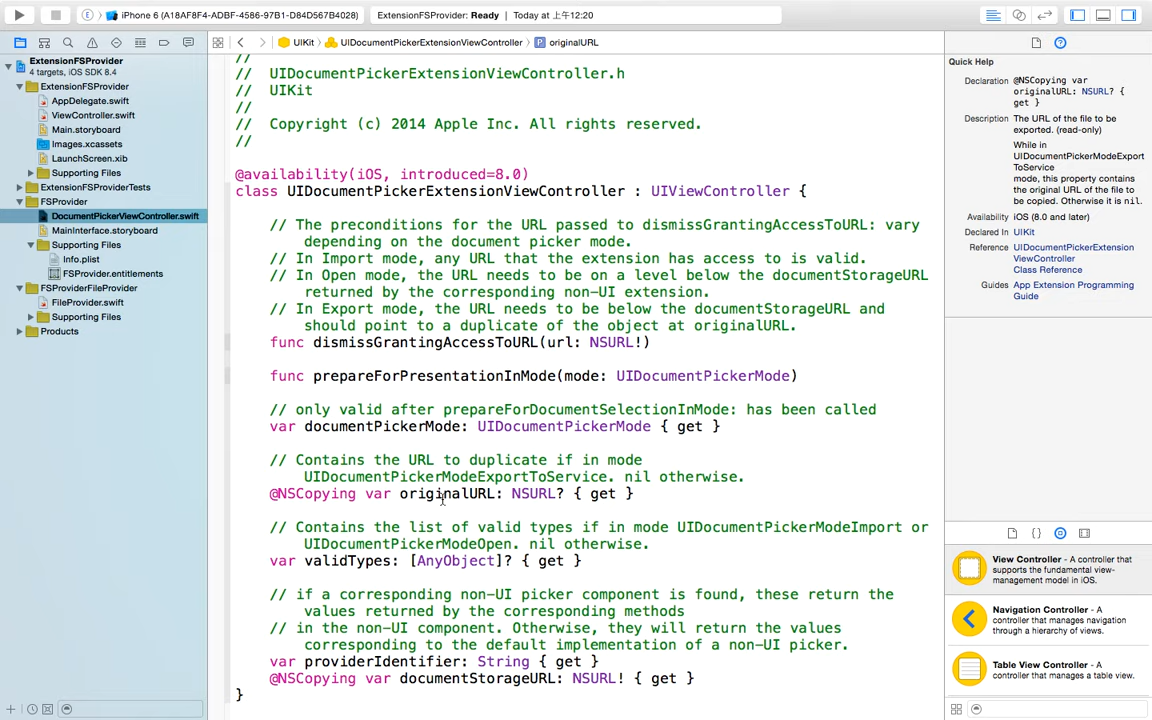 iPhone 6 (A18AF8F4-ADBF-4586-97B1-D84D567B4028)
ExtensionFSProvider: Ready | Today at 上午12:20
UIKit
UIDocumentPickerExtensionViewController
P originalURL
ExtensionFSProvider
4 targets, iOS SDK 8.4
ExtensionFSProvider
AppDelegate.swift
ViewController.swift
Main.storyboard
Images.xcassets
LaunchScreen.xib
Supporting Files
ExtensionFSProviderTests
FSProvider
DocumentPickerViewController.swift
MainInterface.storyboard
Supporting Files
Info.plist
FSProvider.entitlements
FSProviderFileProvider
FileProvider.swift
Supporting Files
Products
//
// UIDocumentPickerExtensionViewController.h
// UIKit
//
// Copyright (c) 2014 Apple Inc. All rights reserved.
//
@availability(iOS, introduced=8.0)
class UIDocumentPickerExtensionViewController : UIViewController {
// The preconditions for the URL passed to dismissGrantingAccessToURL: vary
depending on the document picker mode.
// In Import mode, any URL that the extension has access to is valid.
// In Open mode, the URL needs to be on a level below the documentStorageURL
returned by the corresponding non-UI extension.
// In Export mode, the URL needs to be below the documentStorageURL and
should point to a duplicate of the object at originalURL.
func dismissGrantingAccessToURL(url: NSURL!)
func prepareForPresentationInMode(mode: UIDocumentPickerMode)
// only valid after prepareForDocumentSelectionInMode: has been called
var documentPickerMode: UIDocumentPickerMode { get }
// Contains the URL to duplicate if in mode
UIDocumentPickerModeExportToService. nil otherwise.
@NSCopying var originalURL: NSURL? { get }
// Contains the list of valid types if in mode UIDocumentPickerModeImport or
UIDocumentPickerModeOpen. nil otherwise.
var validTypes: [AnyObject]? { get }
// if a corresponding non-UI picker component is found, these return the
values returned by the corresponding methods
// in the non-UI component. Otherwise, they will return the values
corresponding to the default implementation of a non-UI picker.
var providerIdentifier: String { get }
@NSCopying var documentStorageURL: NSURL! { get }
}
Quick Help
Declaration @NSCopying var
originalURL: NSURL? {
get }
Description The URL of the file to be
exported. (read-only)
While in
UIDocumentPickerModeExport
ToService
mode, this property contains
the original URL of the file to
be copied. Otherwise it is nil.
Availability iOS (8.0 and later)
Declared In UIKit
Reference UIDocumentPickerExtension
ViewController
Class Reference
Guides App Extension Programming
Guide
View Controller - A controller that
supports the fundamental view-
management model in iOS.
Navigation Controller - A
controller that manages navigation
through a hierarchy of views.
Table View Controller - A
controller that manages a table view.